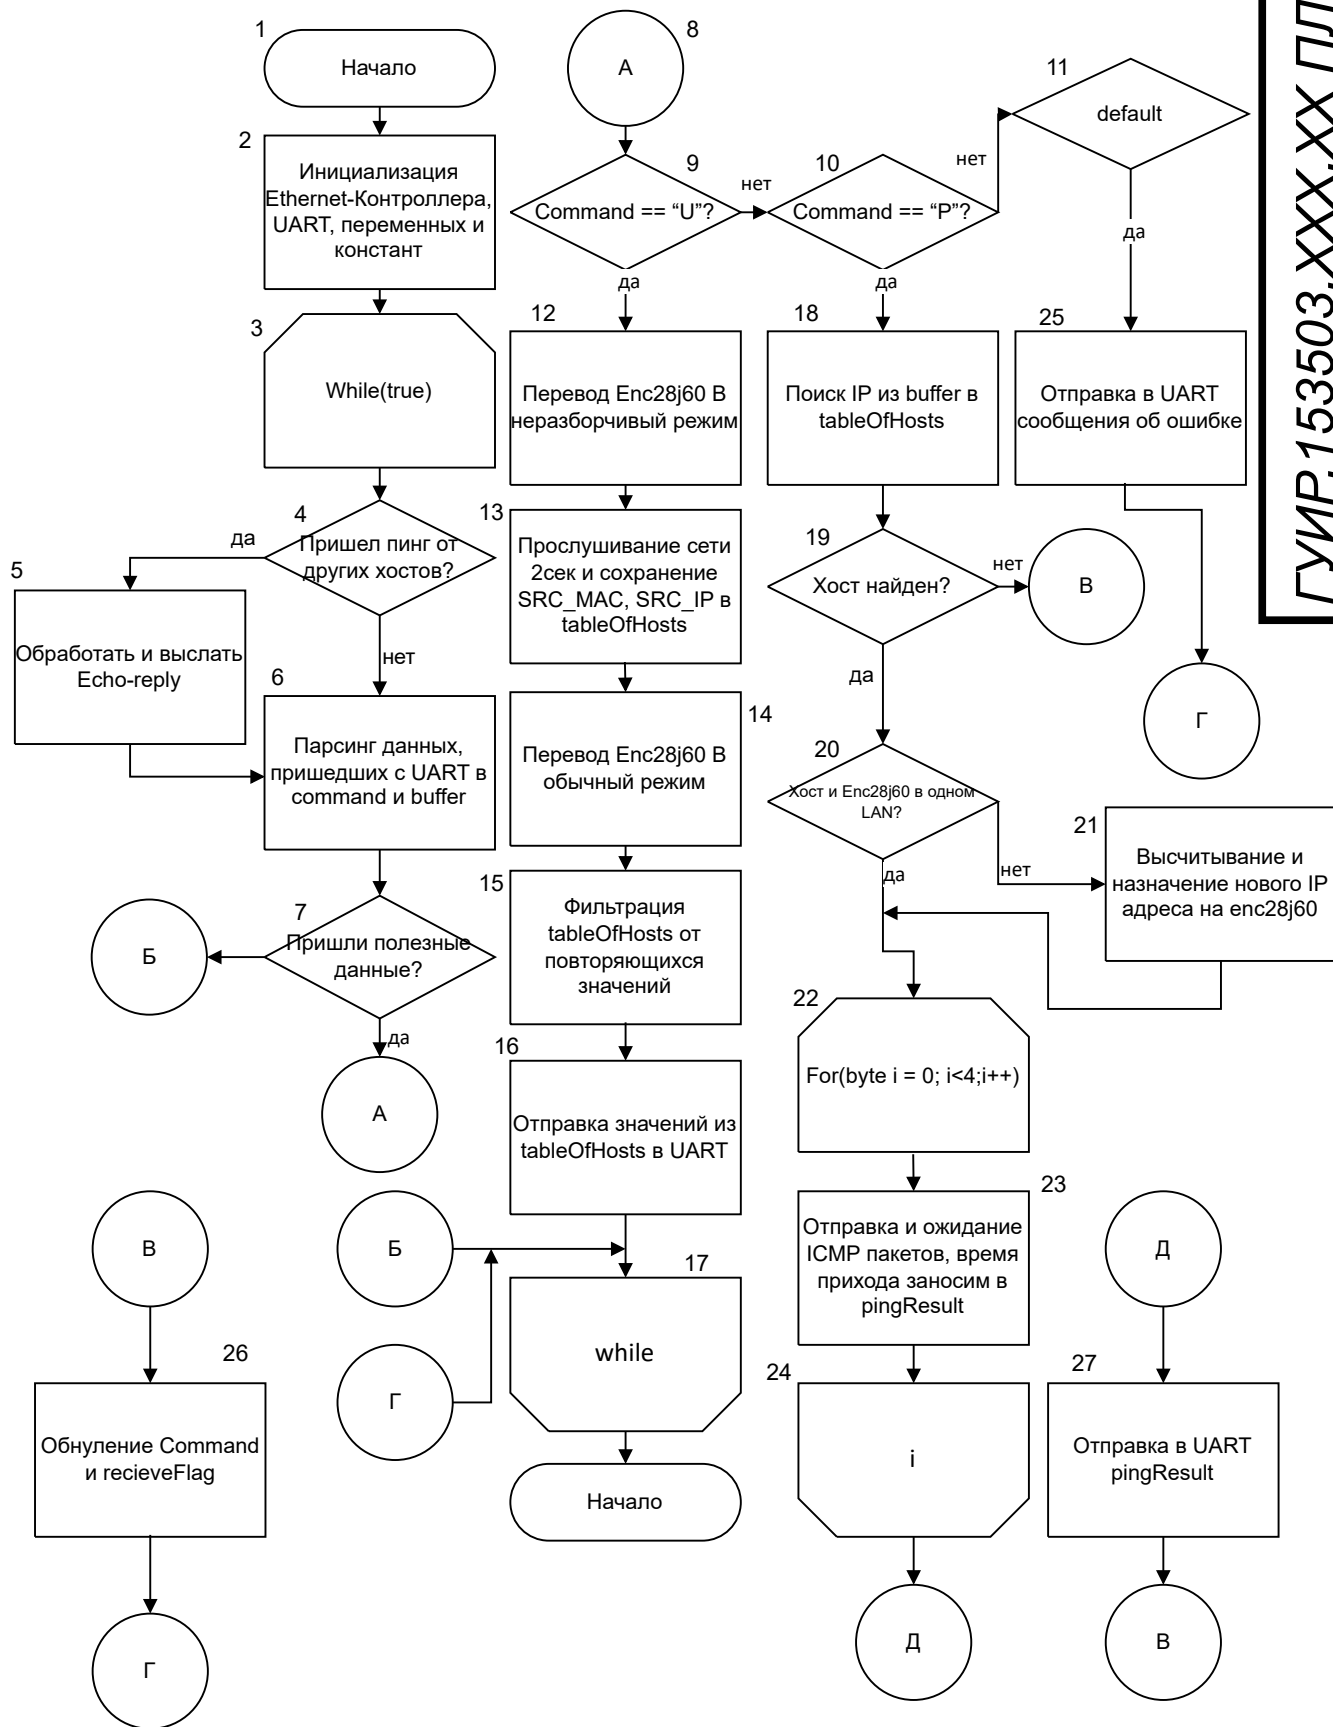 1
Начало
2
Инициализация
Ethernet-Контроллера,
UART, переменных и
констант
3
While(true)
4
Пришел пинг от
других хостов?
да
нет
5
Обработать и выслать
Echo-reply
6
Парсинг данных,
пришедших с UART в
command и buffer
7
Пришли полезные
данные?
Б
да
А
8
А
9
Command == “U”?
нет
да
10
Command == “P”?
нет
да
11
default
да
12
Перевод Enc28j60 В
неразборчивый режим
13
Прослушивание сети
2сек и сохранение
SRC_MAC, SRC_IP в
tableOfHosts
14
Перевод Enc28j60 В
обычный режим
15
Фильтрация
tableOfHosts от
повторяющихся
значений
16
Отправка значений из
tableOfHosts в UART
Б
Г
17
while
Начало
18
Поиск IP из buffer в
tableOfHosts
19
Хост найден?
нет
В
да
20
Хост и Enc28j60 в одном
LAN?
да
нет
21
Высчитывание и
назначение нового IP
адреса на enc28j60
22
For(byte i = 0; i<4;i++)
23
Отправка и ожидание
ICMP пакетов, время
прихода заносим в
pingResult
24
i
Д
25
Отправка в UART
сообщения об ошибке
Г
В
26
Обнуление Command
и recieveFlag
Г
Д
27
Отправка в UART
pingResult
В
ГУИР.153503.XXX.XX ПЛ